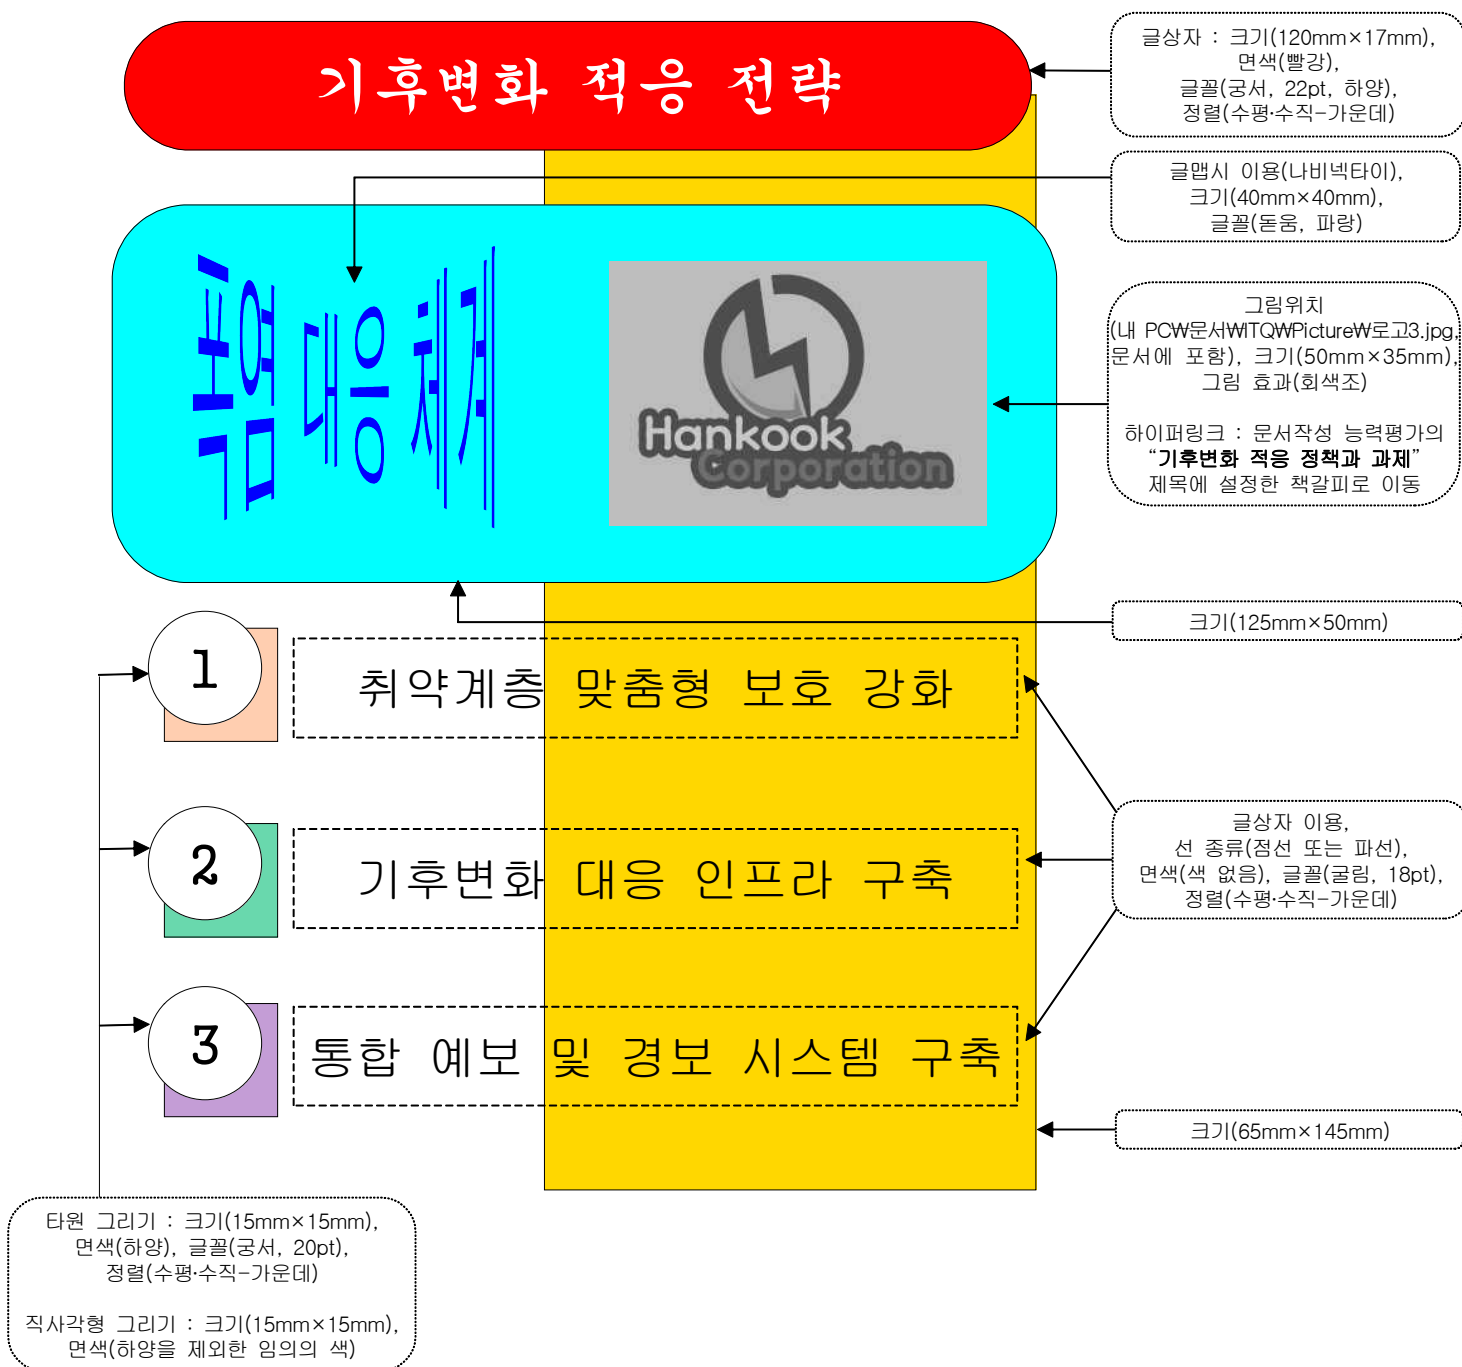 기후변화 적응 전략
글상자 : 크기(120mm×17mm),
면색(빨강),
글꼴(궁서, 22pt, 하양),
정렬(수평·수직-가운데)
글맵시 이용(나비넥타이),
크기(40mm×40mm),
글꼴(돋움, 파랑)
폭염 대응 체계
Hankook
Corporation
그림위치
(내 PC₩문서₩ITQ₩Picture₩로고3.jpg,
문서에 포함), 크기(50mm×35mm),
그림 효과(회색조)
하이퍼링크 : 문서작성 능력평가의
“기후변화 적응 정책과 과제”
제목에 설정한 책갈피로 이동
크기(125mm×50mm)
1
취약계층 맞춤형 보호 강화
2
기후변화 대응 인프라 구축
글상자 이용,
선 종류(점선 또는 파선),
면색(색 없음), 글꼴(굴림, 18pt),
정렬(수평·수직-가운데)
3
통합 예보 및 경보 시스템 구축
크기(65mm×145mm)
타원 그리기 : 크기(15mm×15mm),
면색(하양), 글꼴(궁서, 20pt),
정렬(수평·수직-가운데)
직사각형 그리기 : 크기(15mm×15mm),
면색(하양을 제외한 임의의 색)